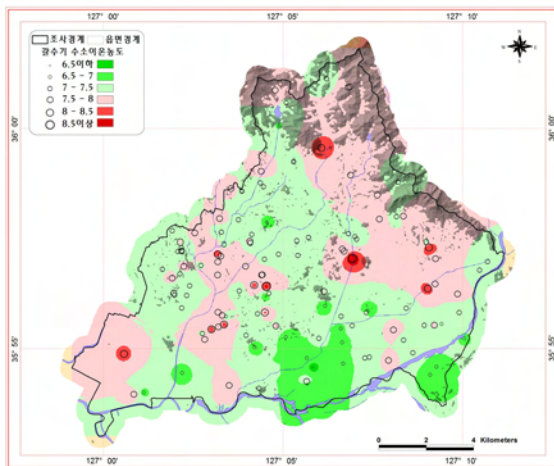 127° 00' 127° 05' 127° 10'
조사경계 읍면경계
갈수기 수소이온농도
6.5이하
6.5 - 7
7 - 7.5
7.5 - 8
8 - 8.5
8.5이상
N
W E
S
36° 00' 36° 00'
35° 55' 35° 55'
0 2 4 Kilometers
127° 00' 127° 05' 127° 10'